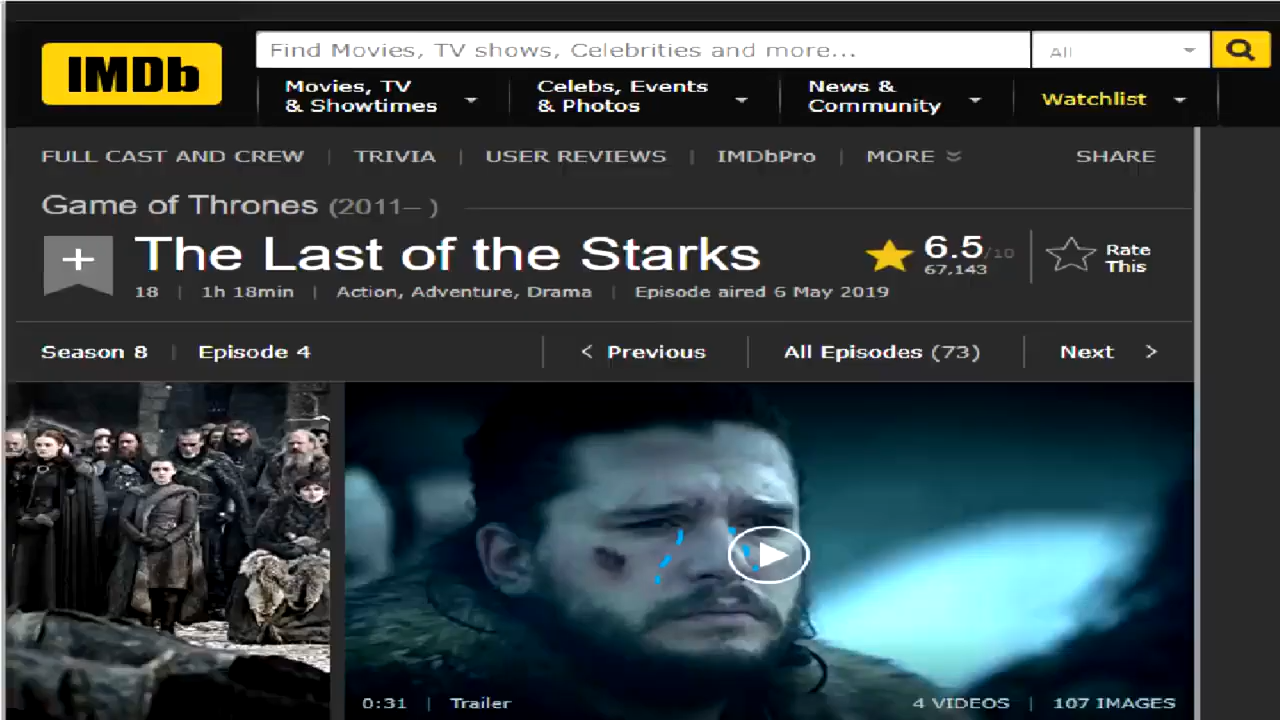 IMDb
Find Movies, TV shows, Celebrities and more...
All
Movies, TV
& Showtimes
Celebs, Events
& Photos
News &
Community
Watchlist
FULL CAST AND CREW | TRIVIA | USER REVIEWS | IMDbPro | MORE
SHARE
Game of Thrones (2011– )
+ The Last of the Starks
6.5/10
67,143
Rate
This
18 | 1h 18min | Action, Adventure, Drama | Episode aired 6 May 2019
Season 8 | Episode 4
< Previous
All Episodes (73)
Next >
0:31 | Trailer
4 VIDEOS | 107 IMAGES